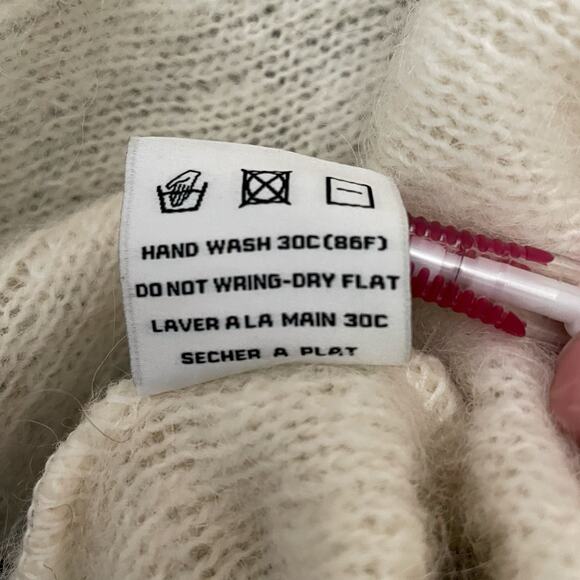 HAND WASH 30C(86F)
DO NOT WRING-DRY FLAT
LAVER A LA MAIN 30C
SECHER A PLAT